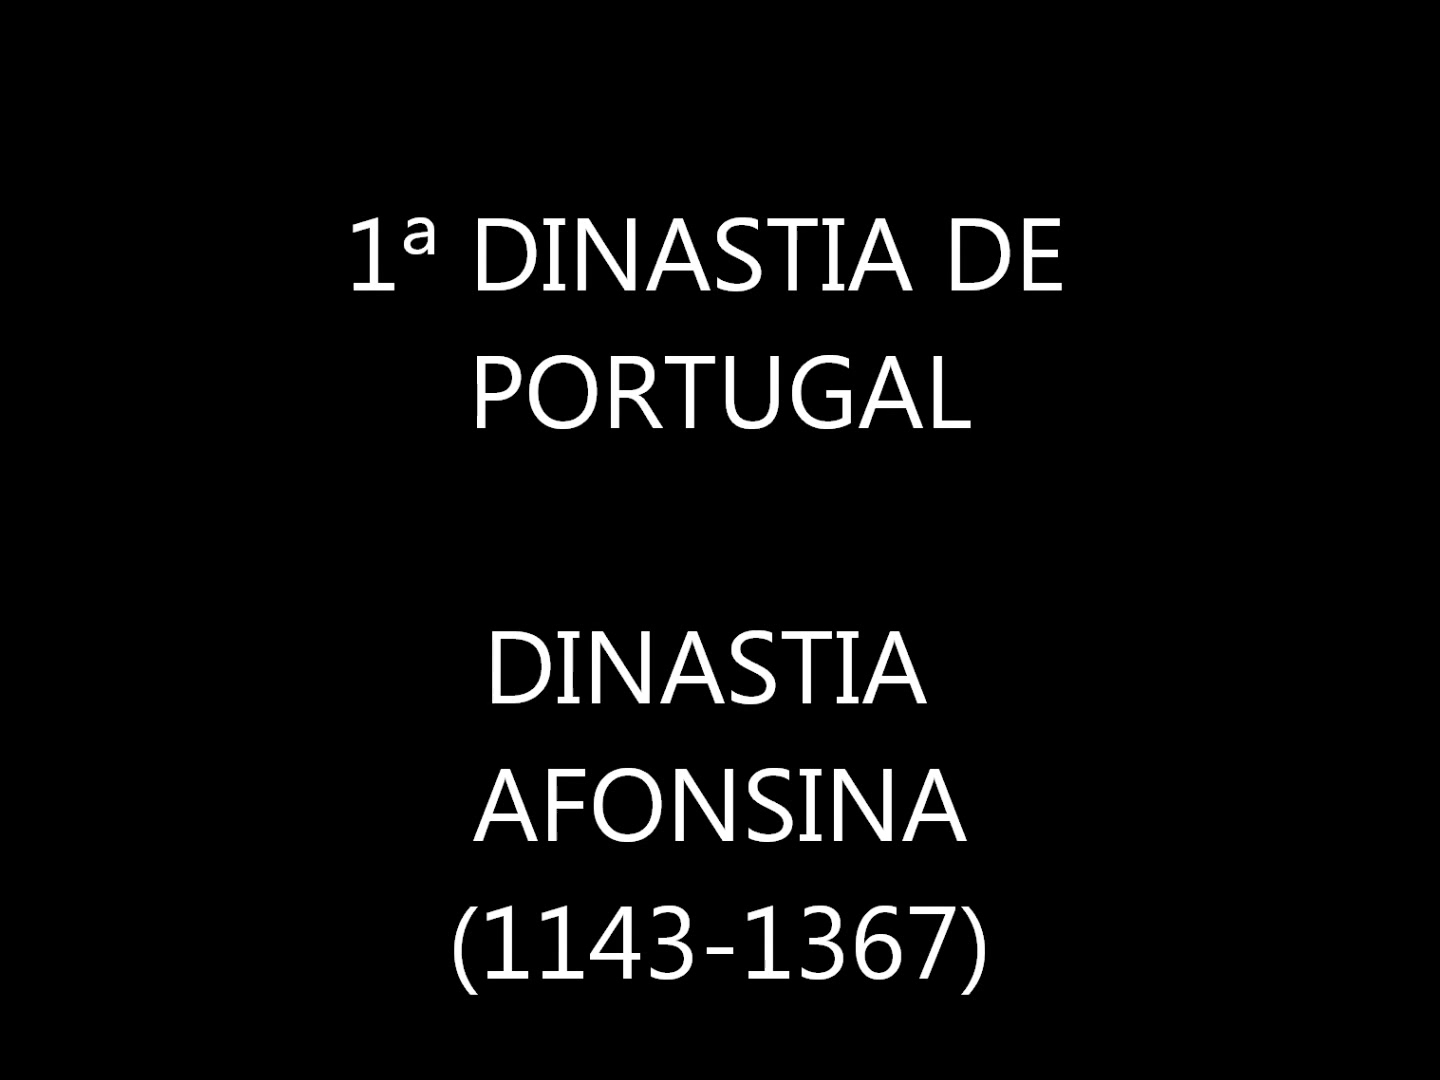 1ª DINASTIA DE
PORTUGAL
DINASTIA
AFONSINA
(1143-1367)